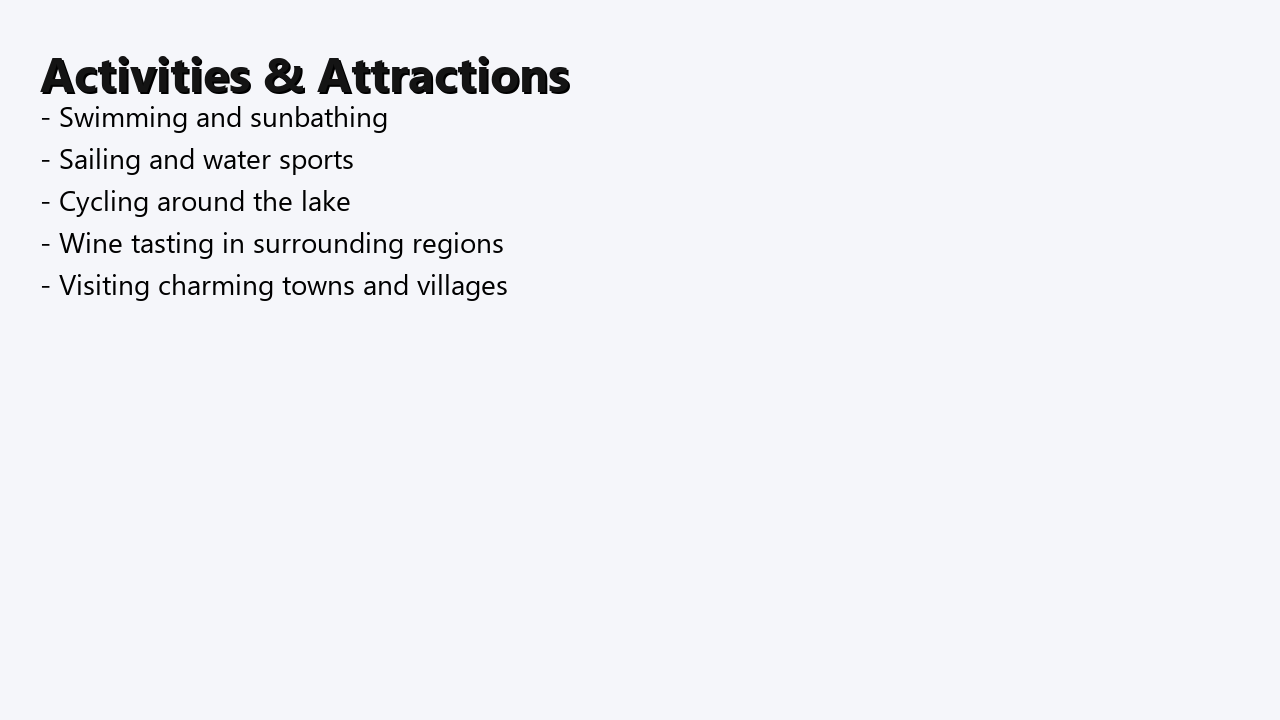 Activities & Attractions
- Swimming and sunbathing
- Sailing and water sports
- Cycling around the lake
- Wine tasting in surrounding regions
- Visiting charming towns and villages